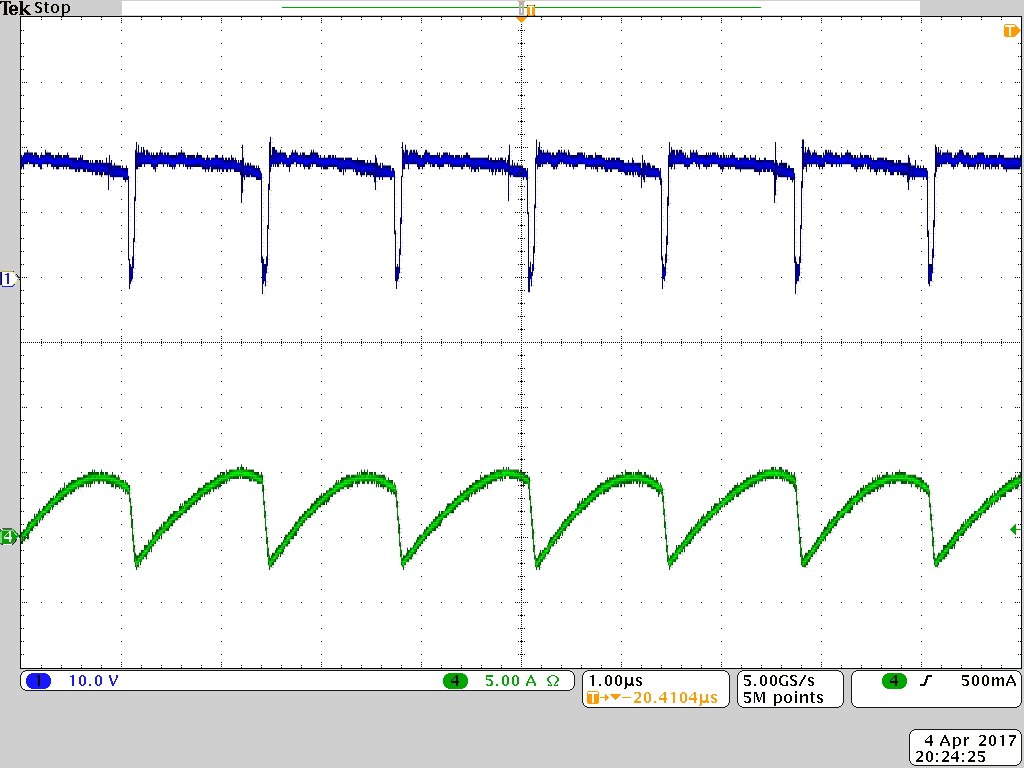 Tek Stop
T
T
1
4
1 10.0 V 4 5.00 A Ω
1.00µs
T→▼−20.4104µs
5.00GS/s
5M points
4 ∫ 500mA
4 Apr 2017
20:24:25